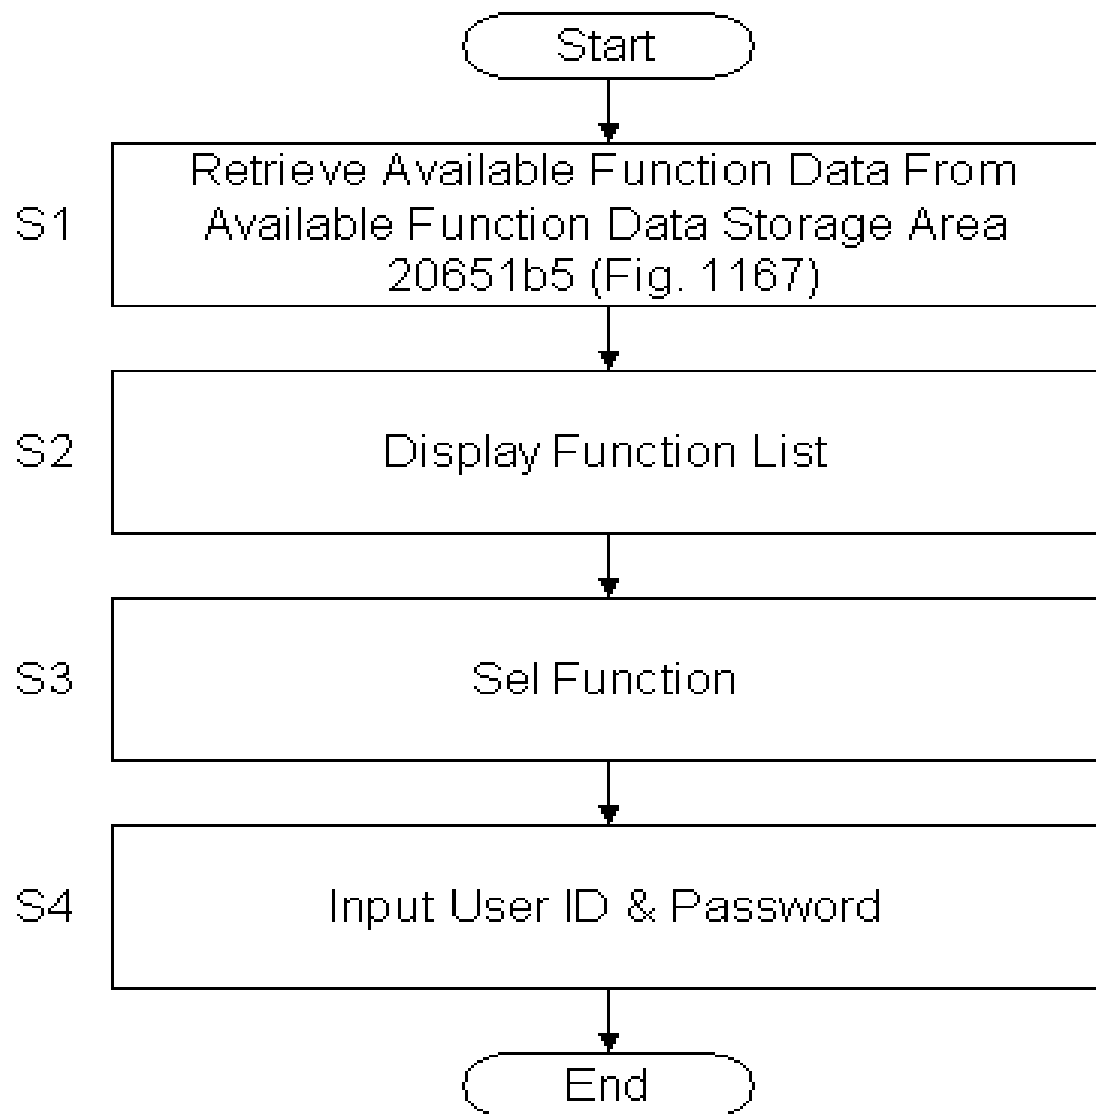 Start
S1
Retrieve Available Function Data From
Available Function Data Storage Area
20651b5 (Fig. 1167)
S2
Display Function List
S3
Sel Function
S4
Input User ID & Password
End